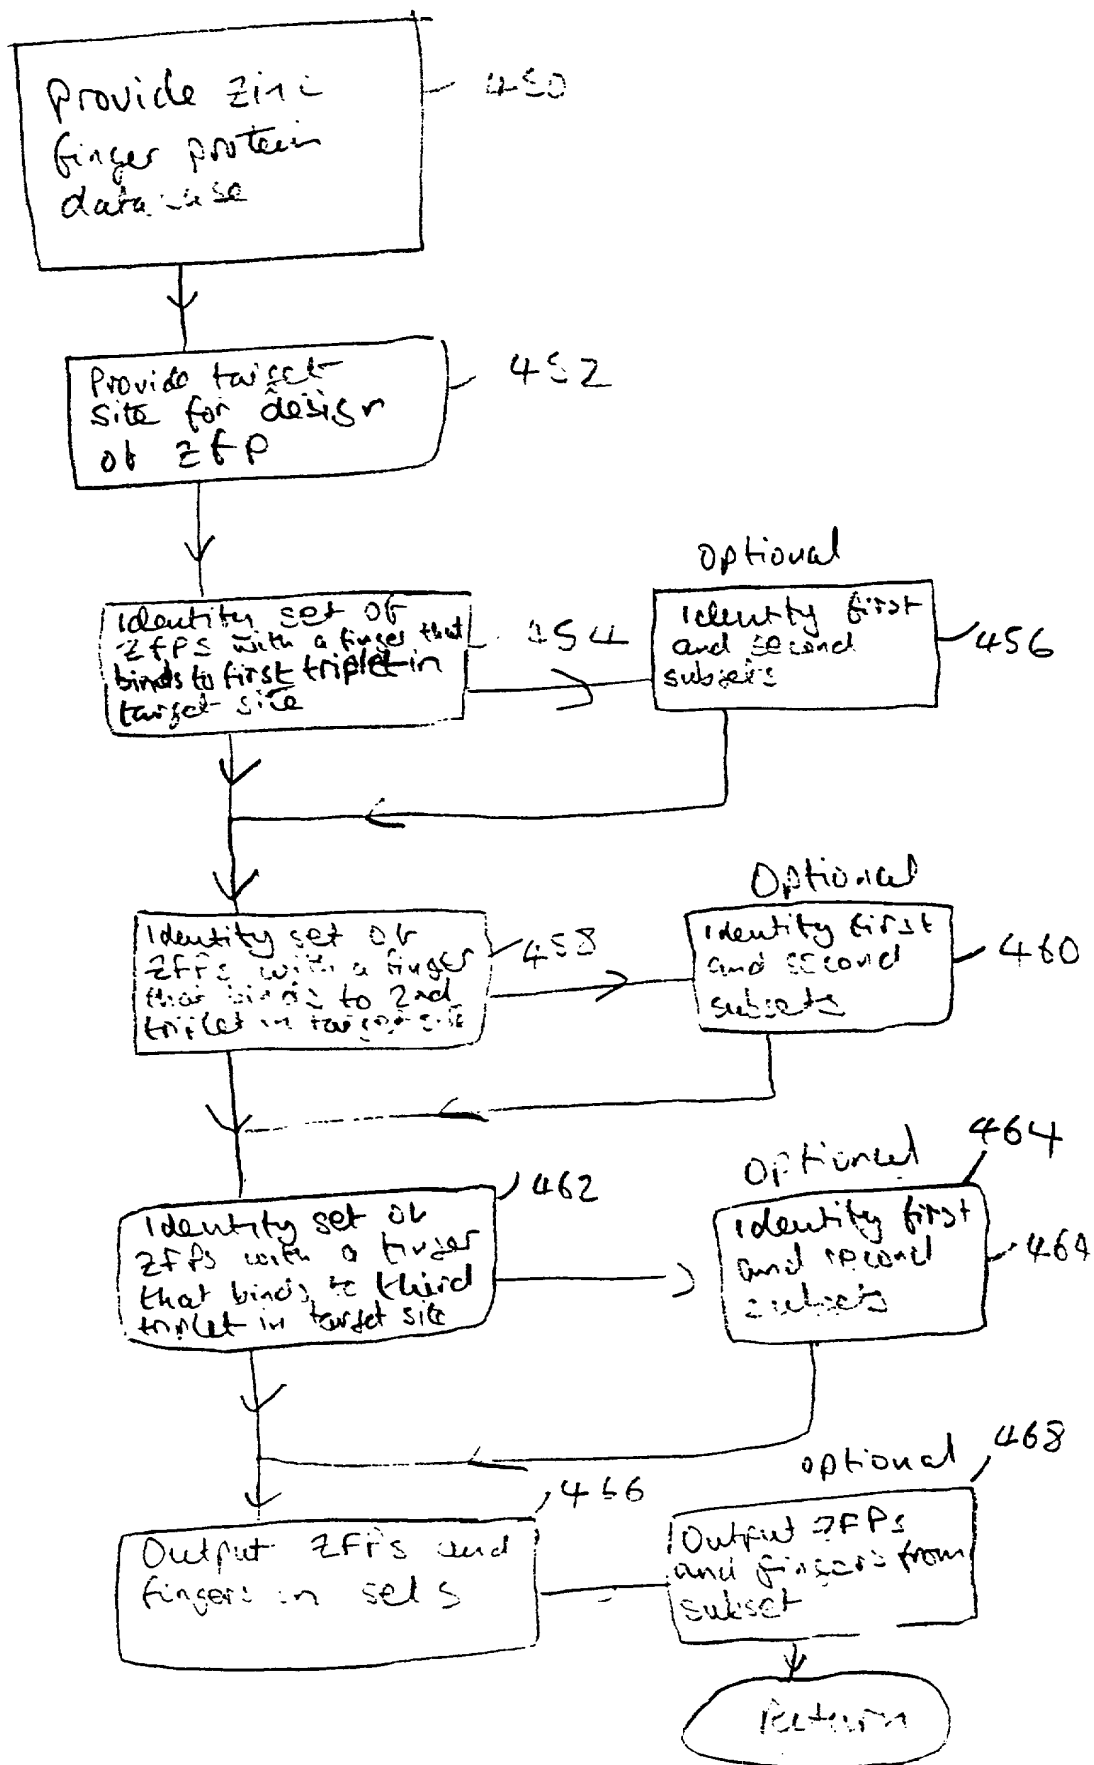 Provide zinc
finger protein
database
450
Provide target
site for design
of ZFP
452
Identify set of
ZFPs with a finger that
binds to first triplet in
target site
454
Optional
Identify first
and second
subsets
456
Identify set of
ZFPs with a finger
that binds to 2nd
triplet in target site
458
Optional
Identify first
and second
subsets
460
Identify set of
ZFPs with a finger
that binds to third
triplet in target site
462
Optional
464
Identify first
and second
subsets
464
Output ZFPs and
fingers in sets
466
optional
468
Output ZFPs
and fingers from
subset
Return